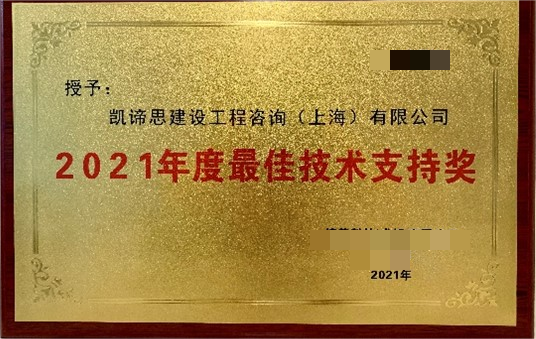 授予：
凯谛思建设工程咨询（上海）有限公司
2021年度最佳技术支持奖
2021年